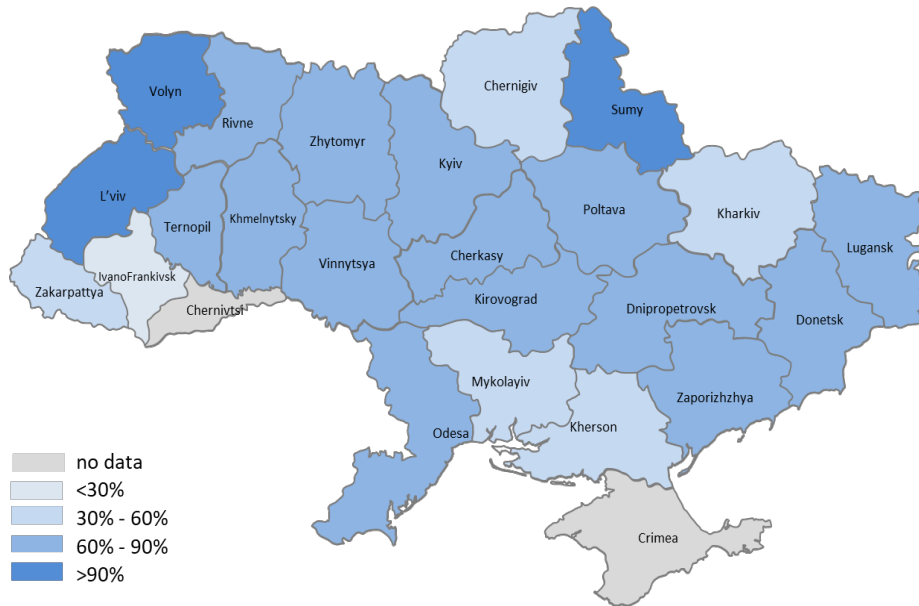 Chernigiv
Volyn
Sumy
Rivne
Zhytomyr
Kyiv
L'viv
Poltava
Kharkiv
Khmelnytsky
Ternopil
Lugansk
Cherkasy
Vinnytsya
IvanoFrankivsk
Zakarpattya
Kirovograd
Chernivtsi
Dnipropetrovsk
Donetsk
Mykolayiv
Zaporizhzhya
Kherson
Odesa
no data
<30%
30% - 60%
60% - 90%
>90%
Crimea